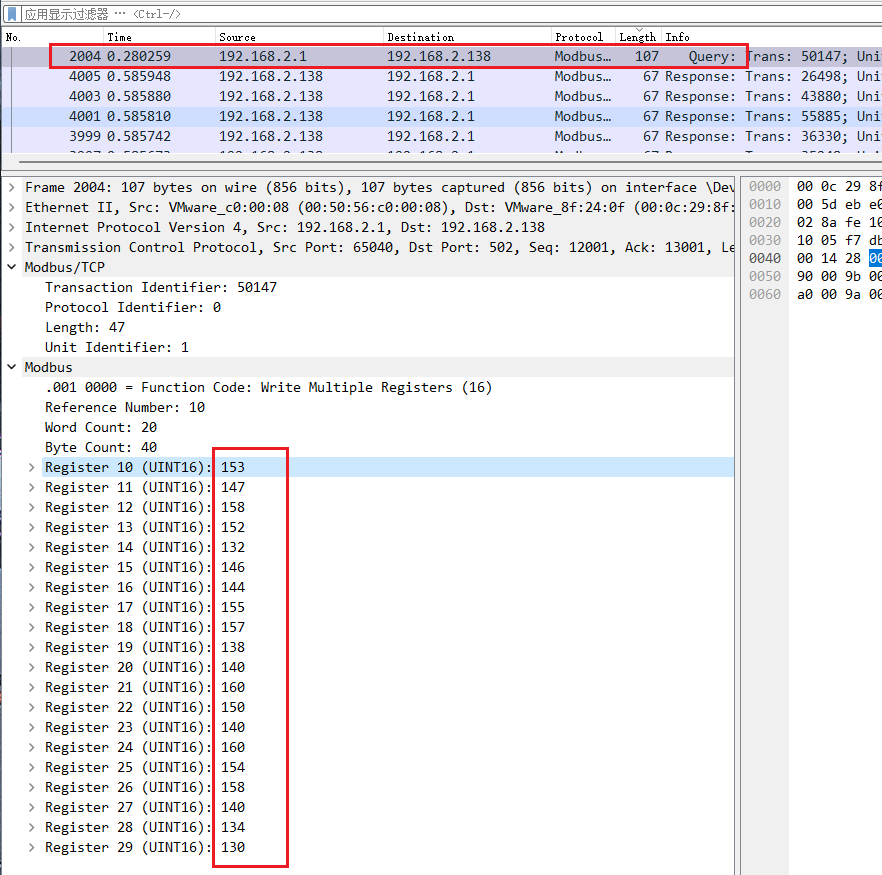 应用显示过滤器 … <Ctrl-/>
No. Time Source Destination Protocol Length Info
2004 0.280259 192.168.2.1 192.168.2.138 Modbus… 107 Query: Trans: 50147; Uni
4005 0.585948 192.168.2.138 192.168.2.1 Modbus… 67 Response: Trans: 26498; Uni
4003 0.585880 192.168.2.138 192.168.2.1 Modbus… 67 Response: Trans: 43880; Uni
4001 0.585810 192.168.2.138 192.168.2.1 Modbus… 67 Response: Trans: 55885; Uni
3999 0.585742 192.168.2.138 192.168.2.1 Modbus… 67 Response: Trans: 36330; Uni
Frame 2004: 107 bytes on wire (856 bits), 107 bytes captured (856 bits) on interface \Dev
Ethernet II, Src: VMware_c0:00:08 (00:50:56:c0:00:08), Dst: VMware_8f:24:0f (00:0c:29:8f:
Internet Protocol Version 4, Src: 192.168.2.1, Dst: 192.168.2.138
Transmission Control Protocol, Src Port: 65040, Dst Port: 502, Seq: 12001, Ack: 13001, Le
Modbus/TCP
Transaction Identifier: 50147
Protocol Identifier: 0
Length: 47
Unit Identifier: 1
Modbus
.001 0000 = Function Code: Write Multiple Registers (16)
Reference Number: 10
Word Count: 20
Byte Count: 40
Register 10 (UINT16): 153
Register 11 (UINT16): 147
Register 12 (UINT16): 158
Register 13 (UINT16): 152
Register 14 (UINT16): 132
Register 15 (UINT16): 146
Register 16 (UINT16): 144
Register 17 (UINT16): 155
Register 18 (UINT16): 157
Register 19 (UINT16): 138
Register 20 (UINT16): 140
Register 21 (UINT16): 160
Register 22 (UINT16): 150
Register 23 (UINT16): 140
Register 24 (UINT16): 160
Register 25 (UINT16): 154
Register 26 (UINT16): 158
Register 27 (UINT16): 140
Register 28 (UINT16): 134
Register 29 (UINT16): 130
0000 00 0c 29 8f
0010 00 5d eb e0
0020 02 8a fe 10
0030 10 05 f7 db
0040 00 14 28 00
0050 90 00 9b 00
0060 a0 00 9a 00